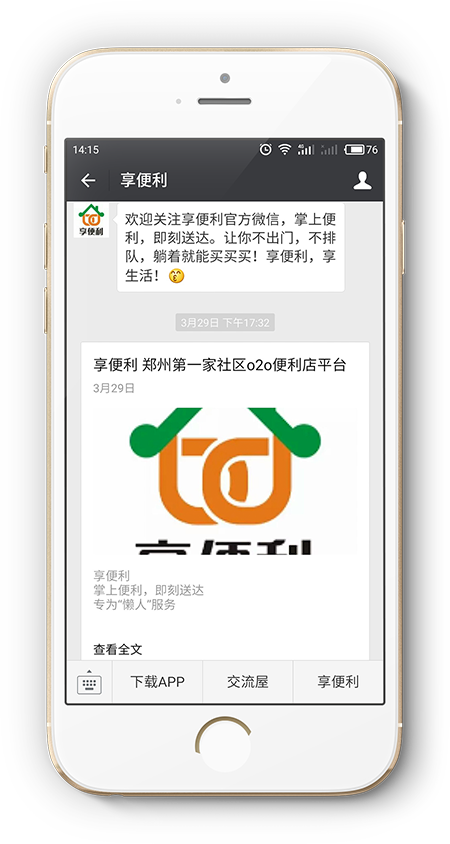 14:15
4G
76
享便利
享便利
欢迎关注享便利官方微信，掌上便
利，即刻送达。让你不出门，不排
队，躺着就能买买买！享便利，享
生活！
3月29日 下午17:32
享便利 郑州第一家社区o2o便利店平台
3月29日
享便利
享便利
掌上便利，即刻送达
专为“懒人”服务
查看全文
下载APP
交流屋
享便利